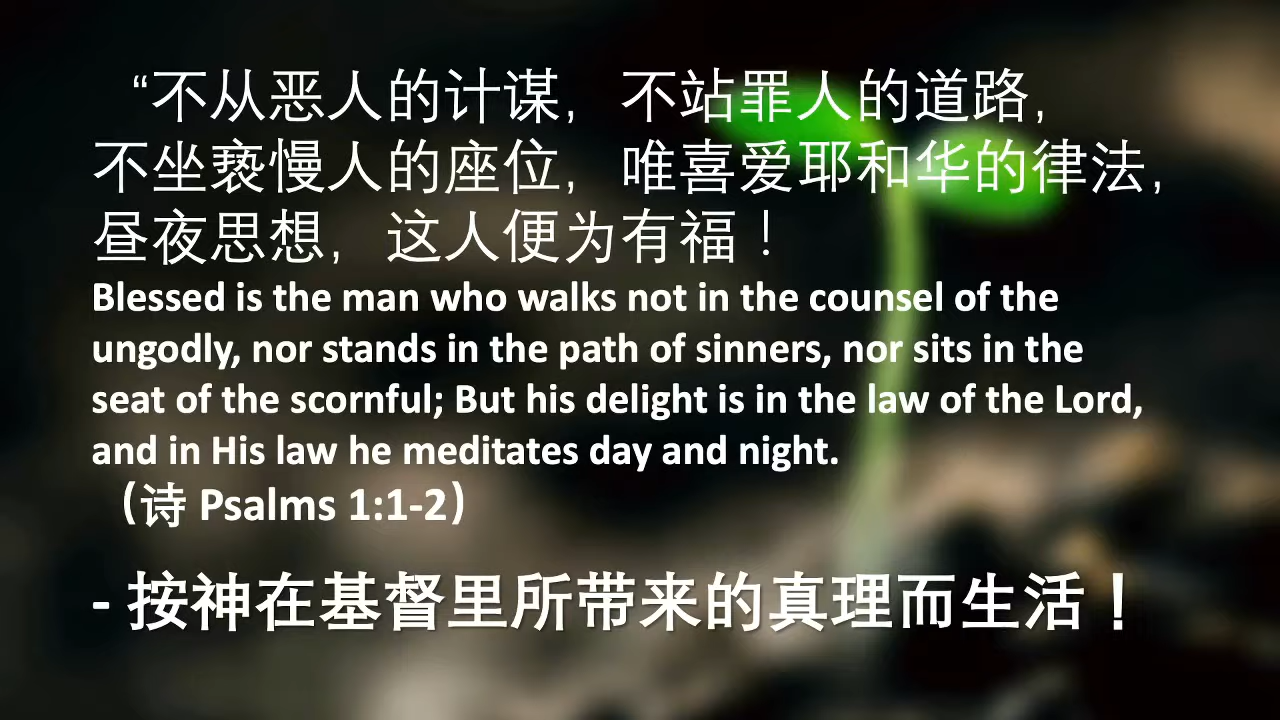 “不从恶人的计谋，不站罪人的道路，
不坐亵慢人的座位，唯喜爱耶和华的律法，
昼夜思想，这人便为有福！
Blessed is the man who walks not in the counsel of the
ungodly, nor stands in the path of sinners, nor sits in the
seat of the scornful; But his delight is in the law of the Lord,
and in His law he meditates day and night.
（诗 Psalms 1:1-2）
- 按神在基督里所带来的真理而生活！